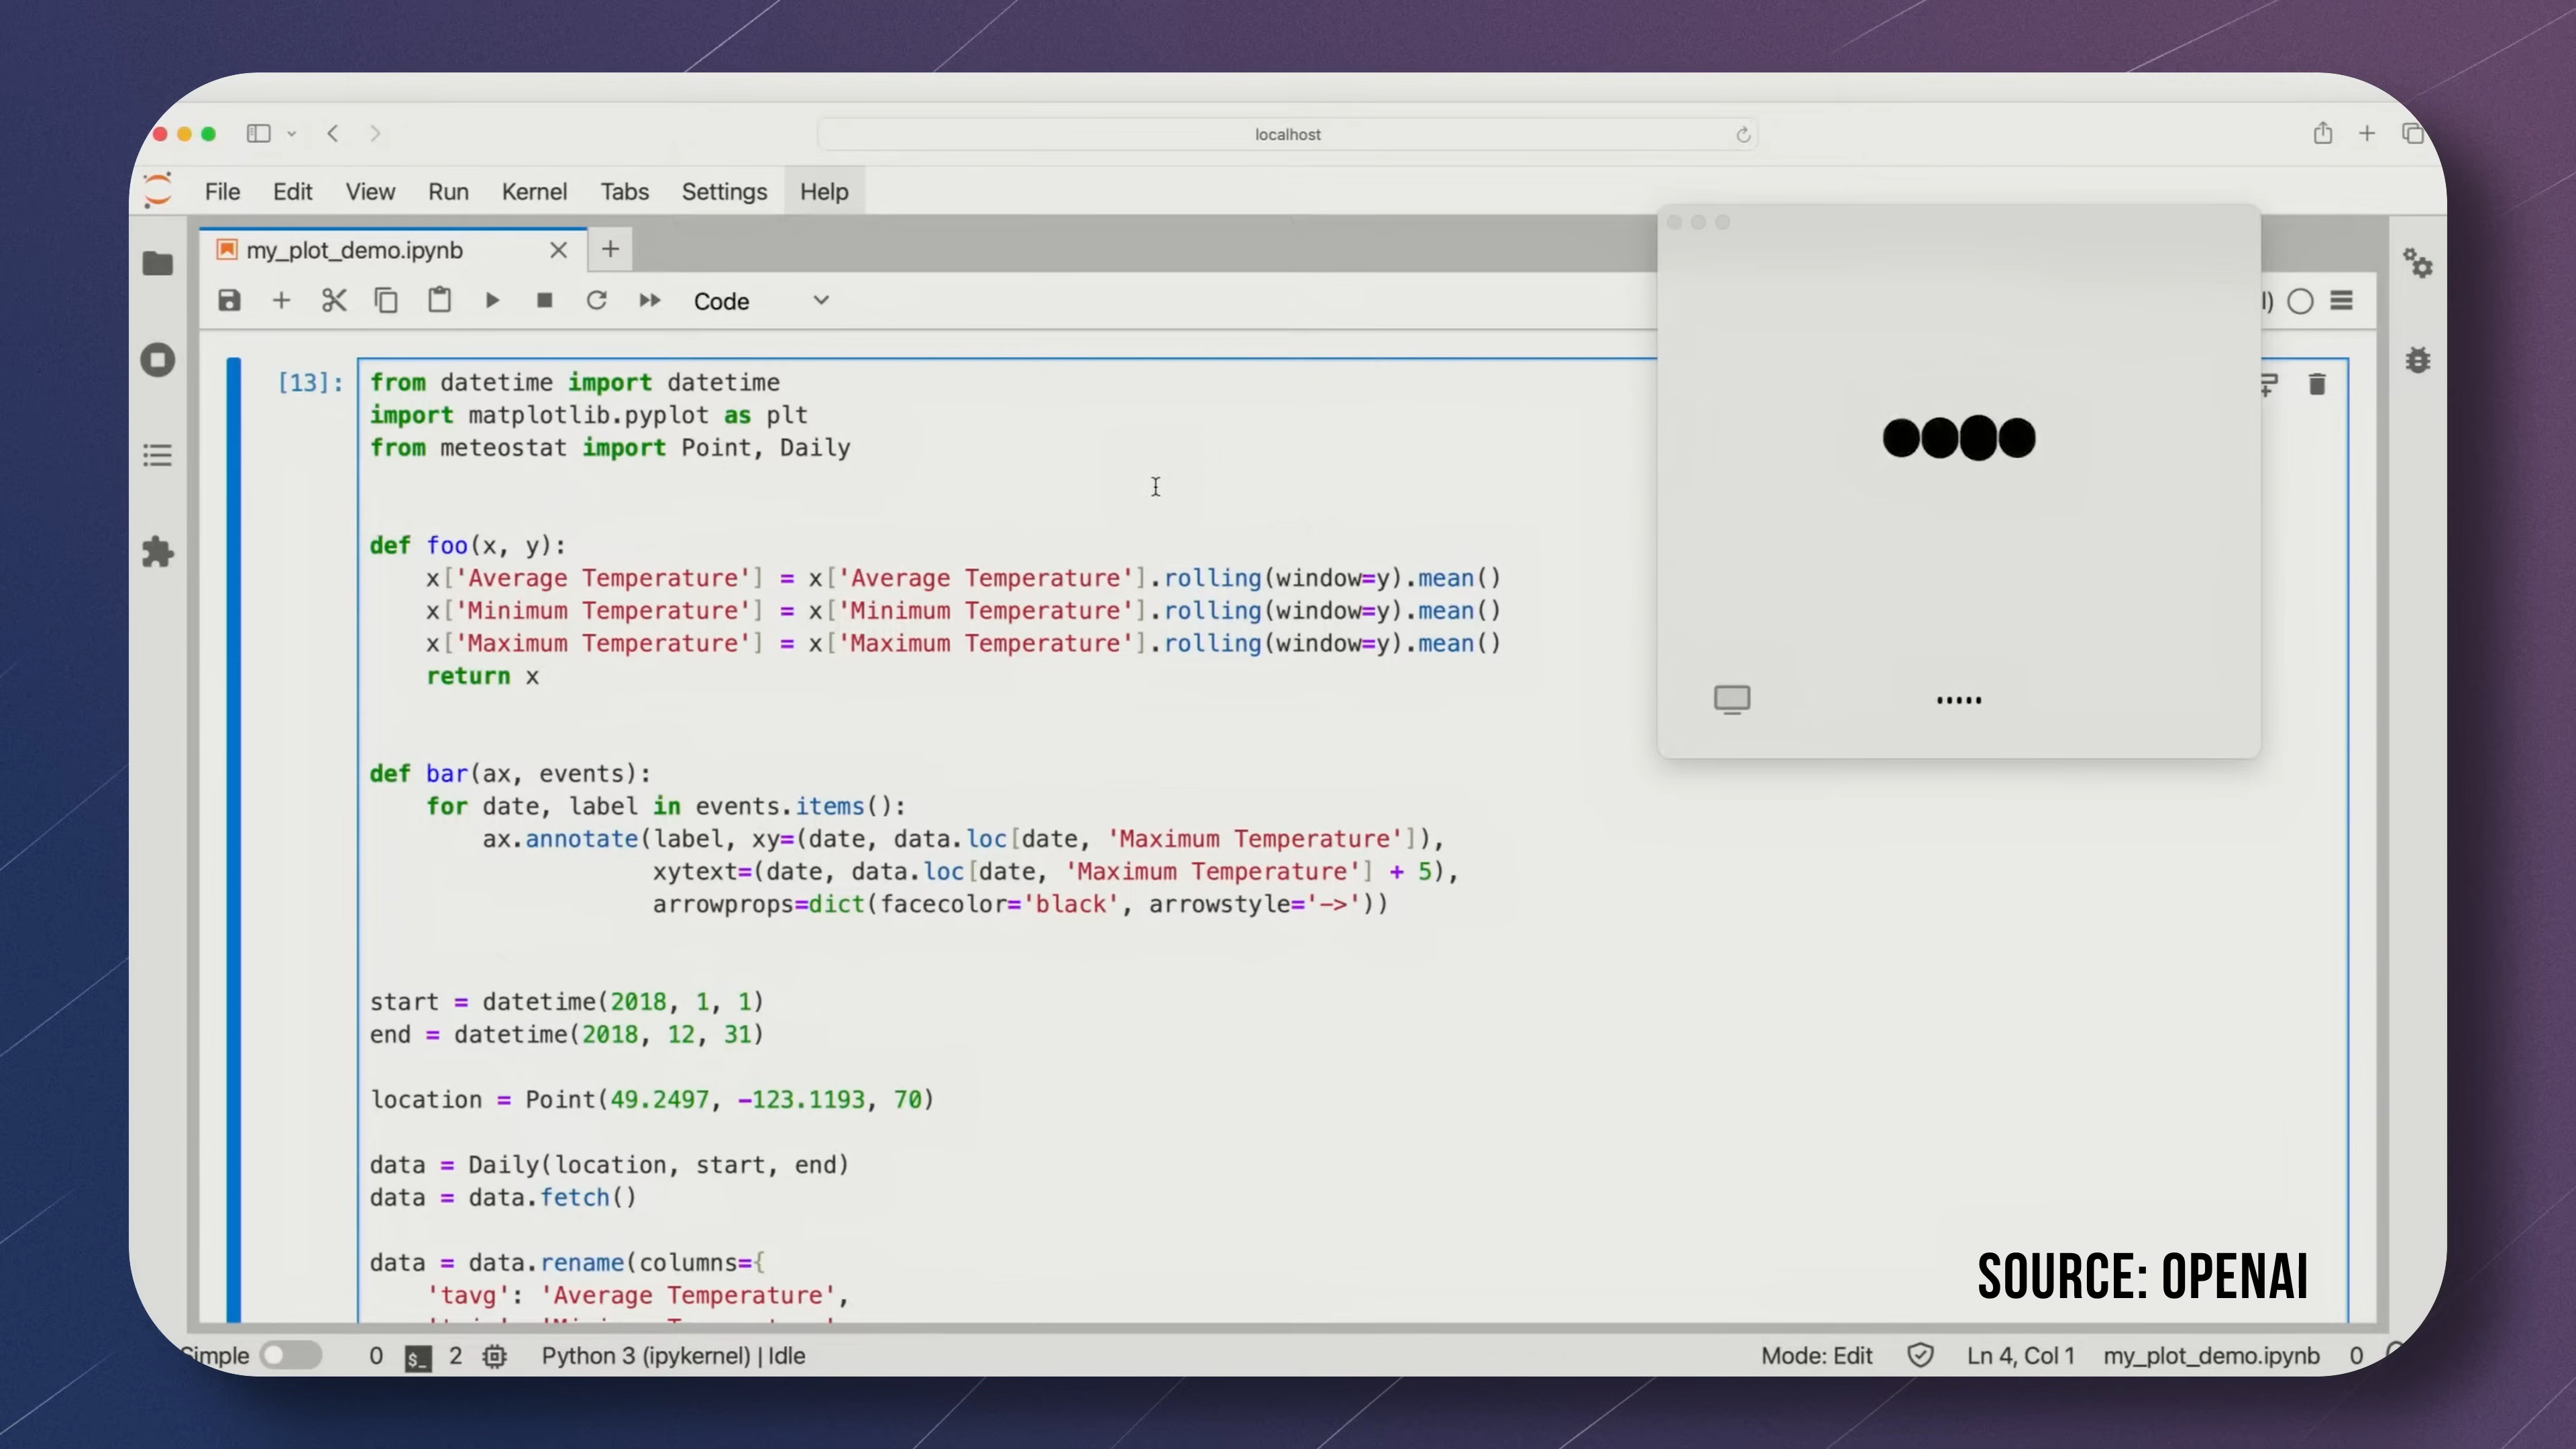 localhost
File Edit View Run Kernel Tabs Settings Help
my_plot_demo.ipynb
Code
[13]:
from datetime import datetime
import matplotlib.pyplot as plt
from meteostat import Point, Daily
def foo(x, y):
    x['Average Temperature'] = x['Average Temperature'].rolling(window=y).mean()
    x['Minimum Temperature'] = x['Minimum Temperature'].rolling(window=y).mean()
    x['Maximum Temperature'] = x['Maximum Temperature'].rolling(window=y).mean()
    return x
def bar(ax, events):
    for date, label in events.items():
        ax.annotate(label, xy=(date, data.loc[date, 'Maximum Temperature']),
                    xytext=(date, data.loc[date, 'Maximum Temperature'] + 5),
                    arrowprops=dict(facecolor='black', arrowstyle='->'))
start = datetime(2018, 1, 1)
end = datetime(2018, 12, 31)
location = Point(49.2497, -123.1193, 70)
data = Daily(location, start, end)
data = data.fetch()
data = data.rename(columns={
    'tavg': 'Average Temperature',
SOURCE: OPENAI
Simple 0 $_ 2 Python 3 (ipykernel) | Idle Mode: Edit Ln 4, Col 1 my_plot_demo.ipynb 0